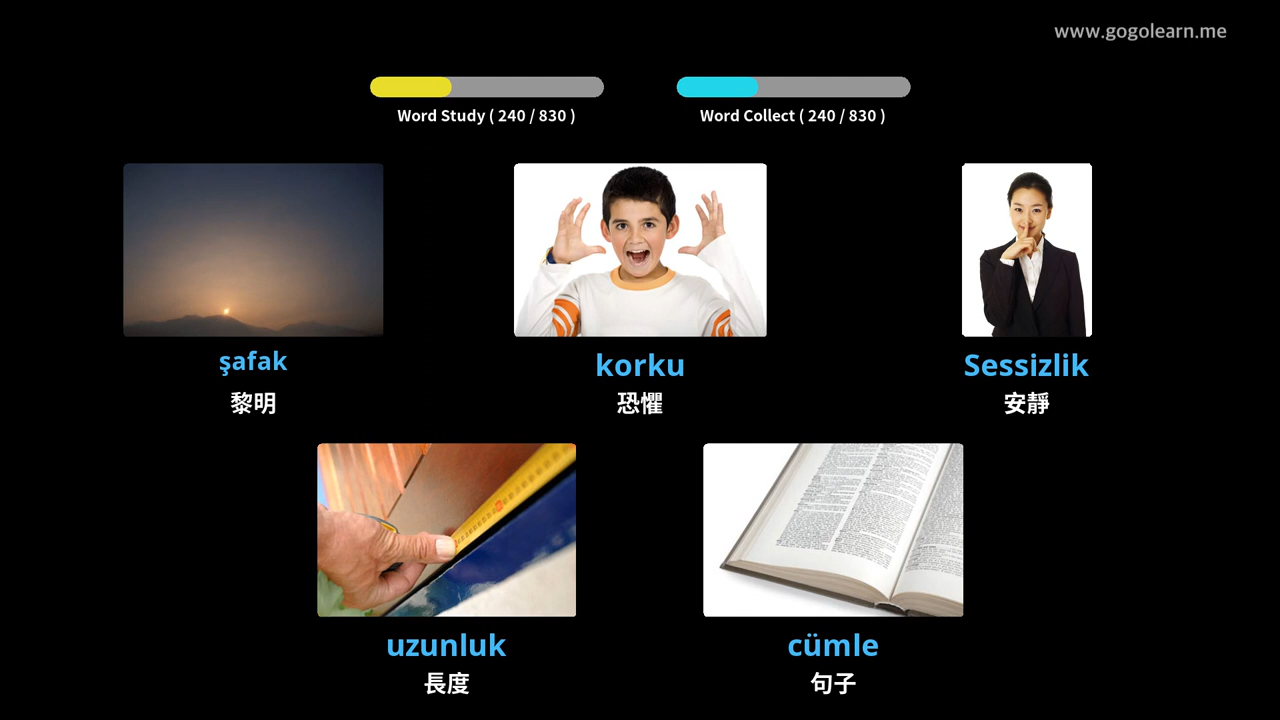 www.gogolearn.me
Word Study ( 240 / 830 )
Word Collect ( 240 / 830 )
şafak
黎明
korku
恐懼
Sessizlik
安靜
uzunluk
長度
cümle
句子